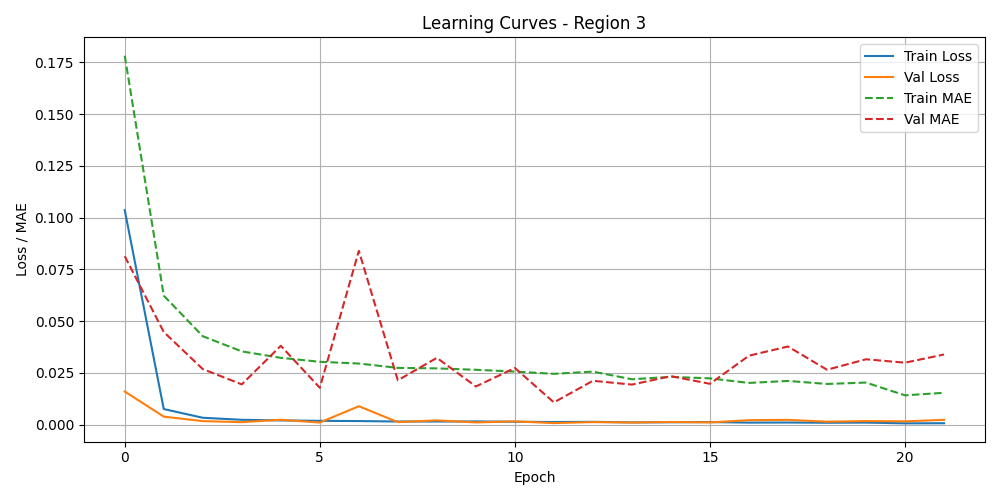 Learning Curves - Region 3
Train Loss
Val Loss
Train MAE
Val MAE
Loss / MAE
0.175
0.150
0.125
0.100
0.075
0.050
0.025
0.000
0
5
10
15
20
Epoch